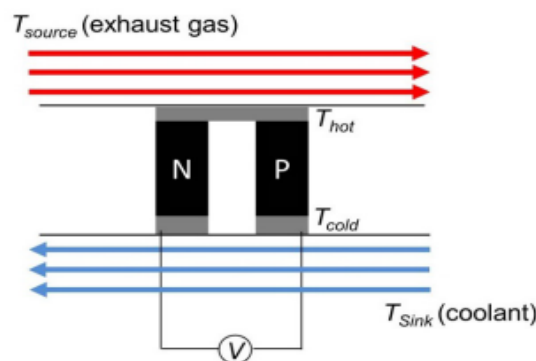 T_source (exhaust gas)
T_hot
N P
T_cold
T_Sink (coolant)
V